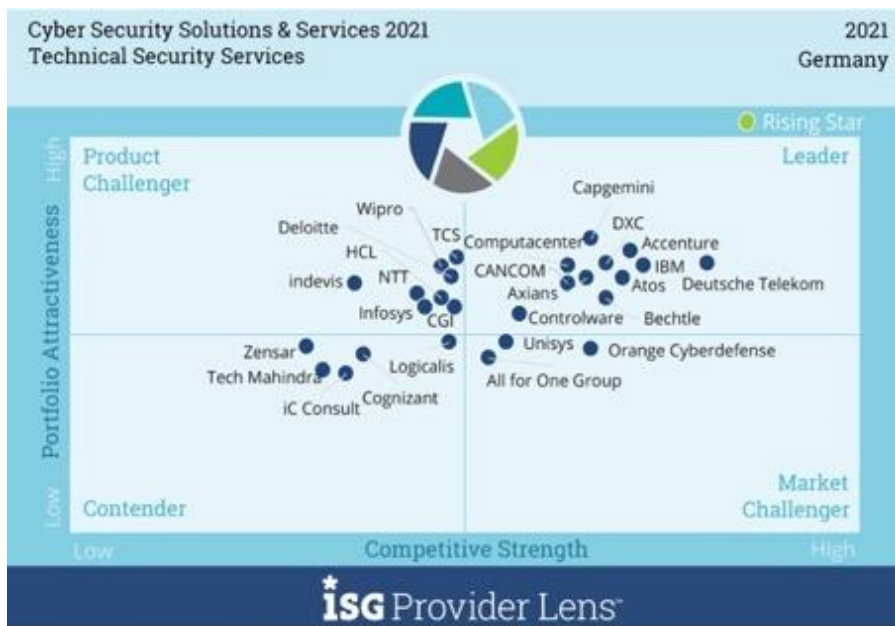 Cyber Security Solutions & Services 2021
Technical Security Services
2021
Germany
Rising Star
High
Product
Challenger
Leader
Capgemini
Wipro
DXC
Deloitte
TCS
Computacenter
Accenture
HCL
NTT
CANCOM
IBM
indevis
Atos
Deutsche Telekom
Axians
Infosys
CGI
Controlware
Bechtle
Portfolio Attractiveness
Zensar
Logicalis
Unisys
Orange Cyberdefense
Tech Mahindra
All for One Group
Cognizant
iC Consult
Low
Contender
Market
Challenger
Low
Competitive Strength
High
iSG Provider Lens™